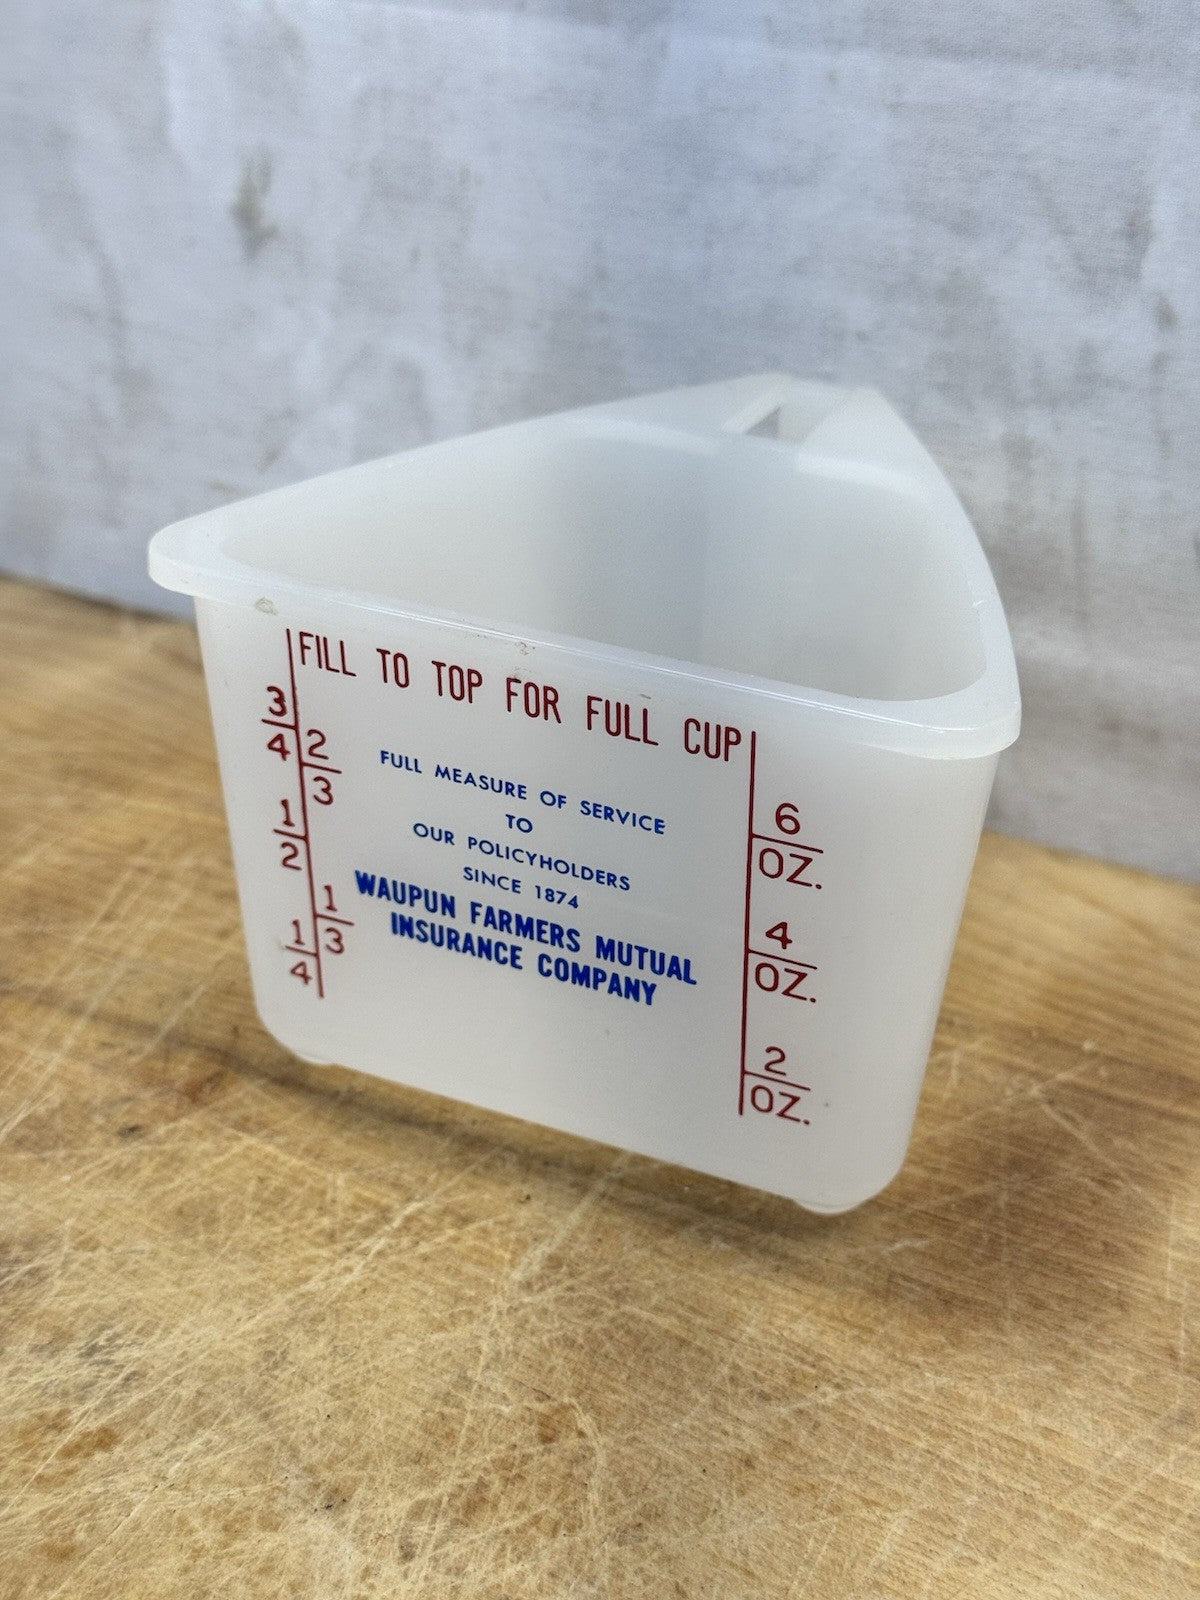 FILL TO TOP FOR FULL CUP
3/4
2/3
1/2
1/3
1/4
FULL MEASURE OF SERVICE
TO
OUR POLICYHOLDERS
SINCE 1874
WAUPUN FARMERS MUTUAL
INSURANCE COMPANY
6
OZ.
4
OZ.
2
OZ.